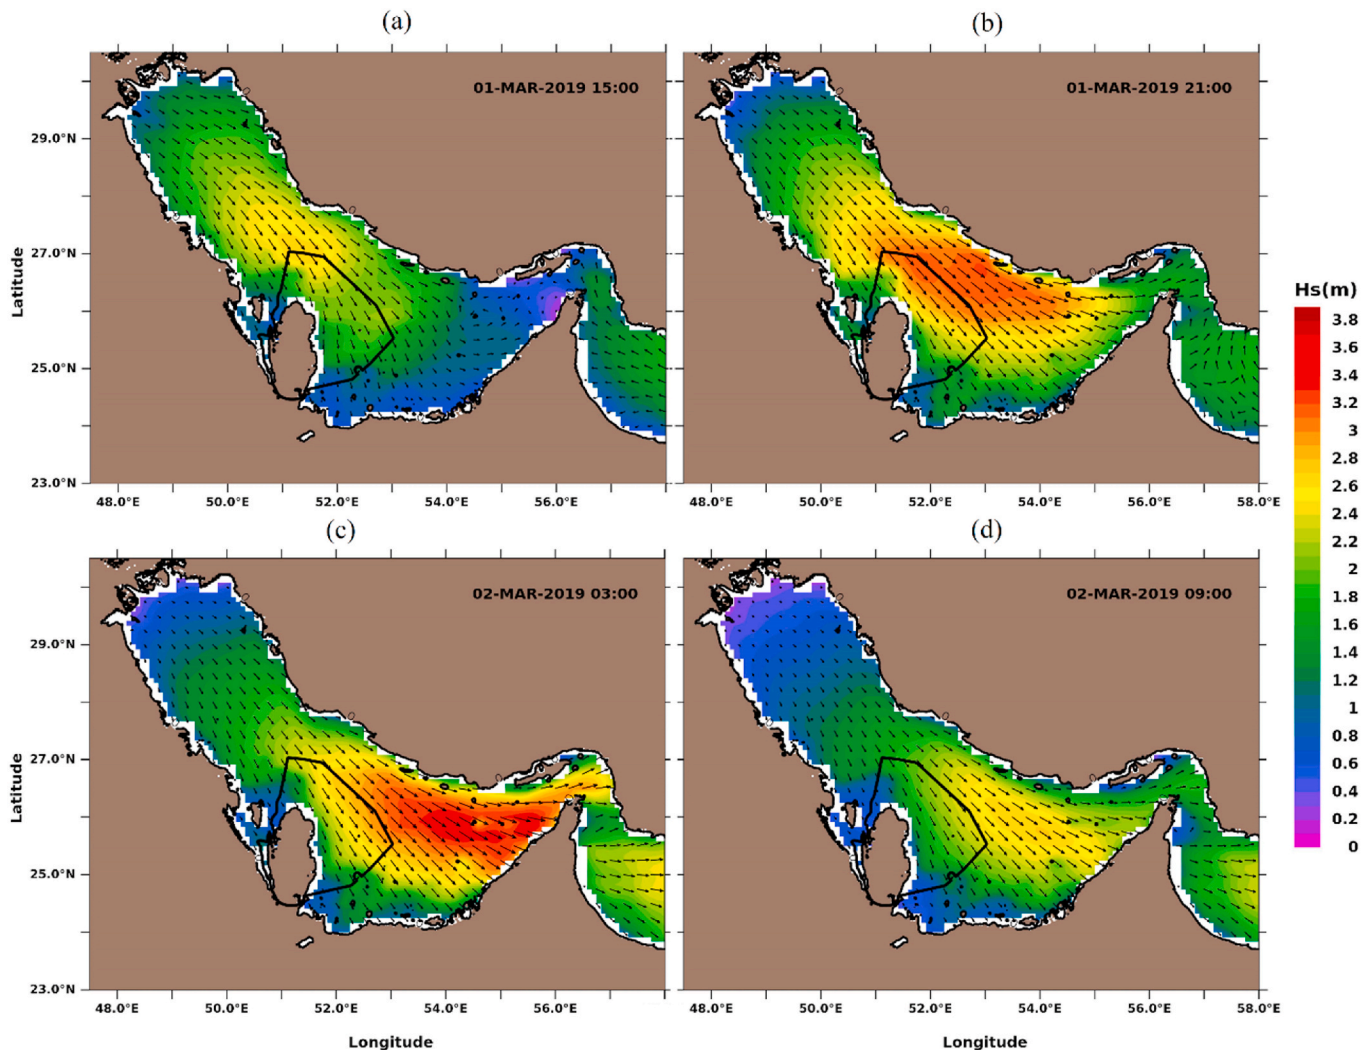 (a)
(b)
01-MAR-2019 15:00
01-MAR-2019 21:00
29.0°N
27.0°N
25.0°N
23.0°N
Latitude
48.0°E 50.0°E 52.0°E 54.0°E 56.0°E
48.0°E 50.0°E 52.0°E 54.0°E 56.0°E 58.0°E
Hs(m)
3.8
3.6
3.4
3.2
3
2.8
2.6
2.4
2.2
2
1.8
1.6
1.4
1.2
1
0.8
0.6
0.4
0.2
0
(c)
(d)
02-MAR-2019 03:00
02-MAR-2019 09:00
29.0°N
27.0°N
25.0°N
23.0°N
Latitude
48.0°E 50.0°E 52.0°E 54.0°E 56.0°E
48.0°E 50.0°E 52.0°E 54.0°E 56.0°E 58.0°E
Longitude
Longitude